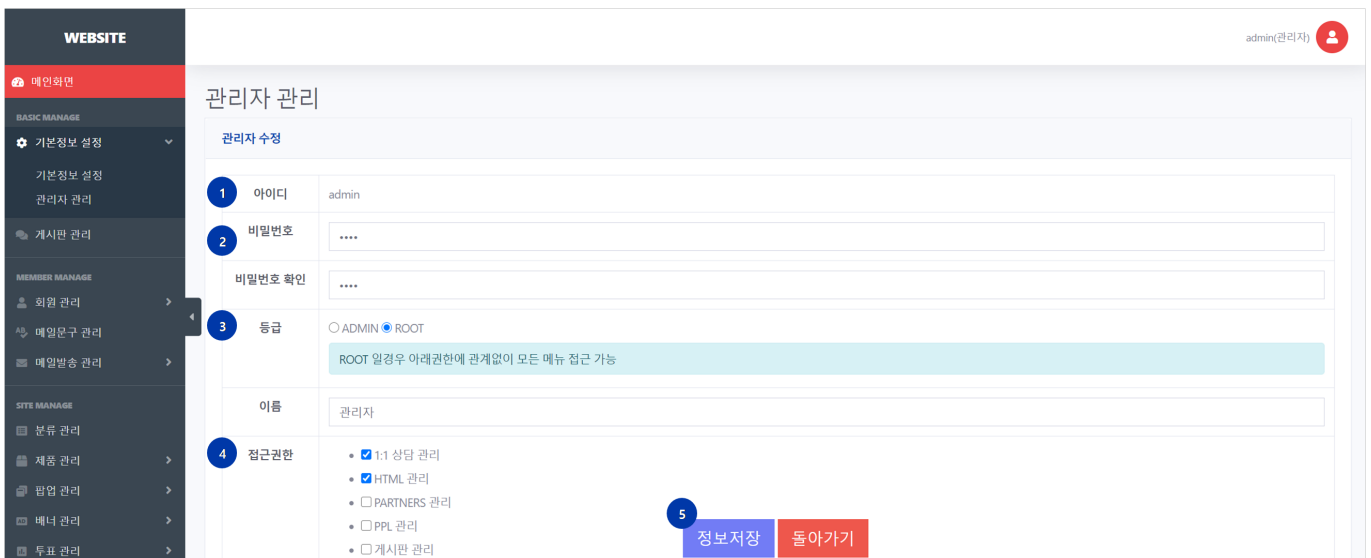 WEBSITE
admin(관리자)
메인화면
BASIC MANAGE
기본정보 설정
기본정보 설정
관리자 관리
게시판 관리
MEMBER MANAGE
회원 관리
메일문구 관리
메일발송 관리
SITE MANAGE
분류 관리
제품 관리
팝업 관리
배너 관리
투표 관리
관리자 관리
관리자 수정
1 아이디 admin
2 비밀번호 ••••
비밀번호 확인 ••••
3 등급 ADMIN ROOT
ROOT 일경우 아래권한에 관계없이 모든 메뉴 접근 가능
이름 관리자
4 접근권한
1:1 상담 관리
HTML 관리
PARTNERS 관리
PPL 관리
게시판 관리
5
정보저장 돌아가기